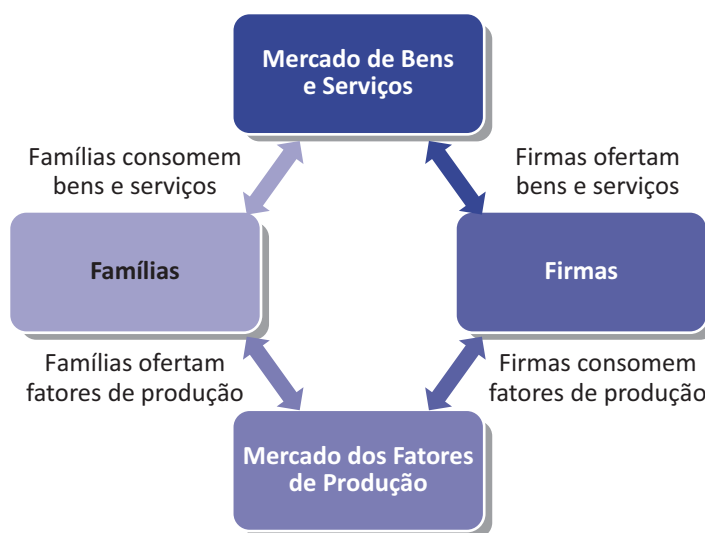 Mercado de Bens
e Serviços
Famílias consomem
bens e serviços
Firmas ofertam
bens e serviços
Famílias
Firmas
Famílias ofertam
fatores de produção
Firmas consomem
fatores de produção
Mercado dos Fatores
de Produção